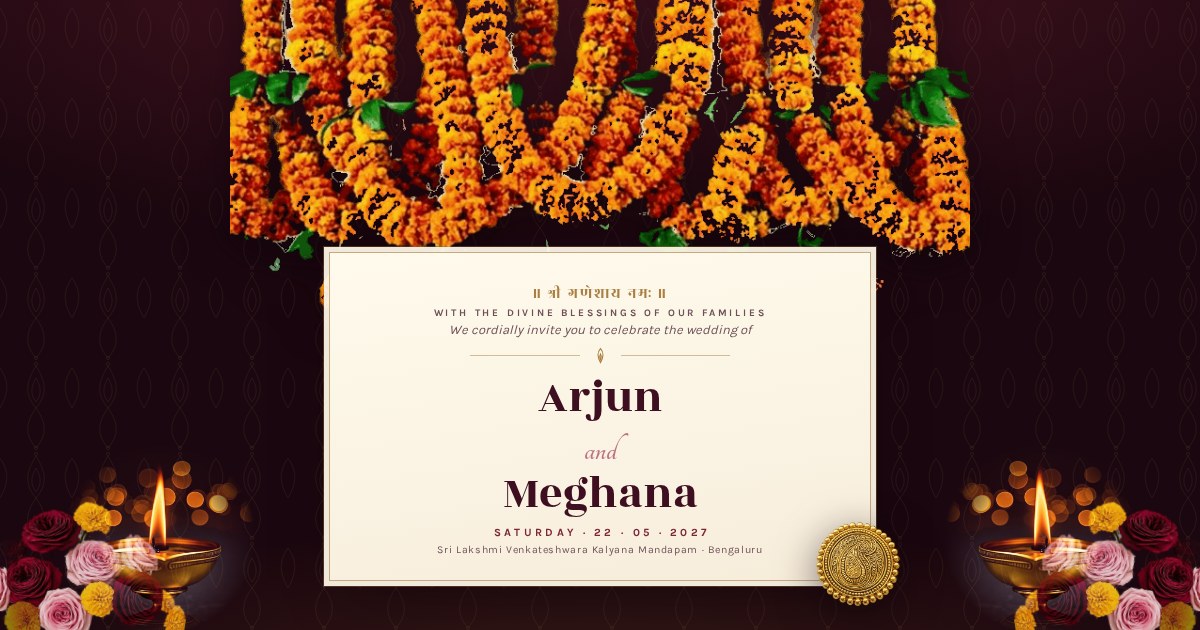 ॥ श्री गणेशाय नमः ॥
WITH THE DIVINE BLESSINGS OF OUR FAMILIES
We cordially invite you to celebrate the wedding of
Arjun
and
Meghana
SATURDAY · 22 · 05 · 2027
Sri Lakshmi Venkateshwara Kalyana Mandapam · Bengaluru